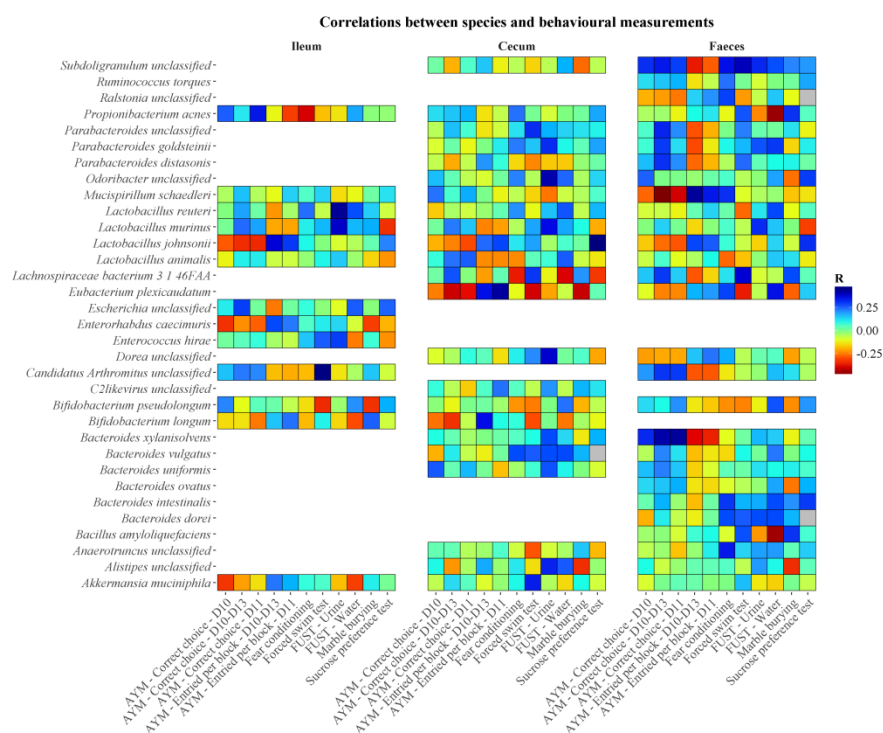 Correlations between species and behavioural measurements
Ileum
Cecum
Faeces
Subdoligranulum unclassified
Ruminococcus torques
Ralstonia unclassified
Propionibacterium acnes
Parabacteroides unclassified
Parabacteroides goldsteinii
Parabacteroides distasonis
Odoribacter unclassified
Mucispirillum schaedleri
Lactobacillus reuteri
Lactobacillus murinus
Lactobacillus johnsonii
Lactobacillus animalis
Lachnospiraceae bacterium 3 1 46FAA
Eubacterium plexicaudatum
Escherichia unclassified
Enterorhabdus caecimuris
Enterococcus hirae
Dorea unclassified
Candidatus Arthromitus unclassified
C2likevirus unclassified
Bifidobacterium pseudolongum
Bifidobacterium longum
Bacteroides xylanisolvens
Bacteroides vulgatus
Bacteroides uniformis
Bacteroides ovatus
Bacteroides intestinalis
Bacteroides dorei
Bacillus amyloliquefaciens
Anaerotruncus unclassified
Alistipes unclassified
Akkermansia muciniphila
AYM - Correct choice - D10
AYM - Correct choice - D10-D13
AYM - Correct choice - D11
AYM - Entried per block - D10-D13
AYM - Entried per block - D11
Fear conditioning
Forced swim test
FUST - Urine
FUST - Water
Marble burying
Sucrose preference test
AYM - Correct choice - D10
AYM - Correct choice - D10-D13
AYM - Correct choice - D11
AYM - Entried per block - D10-D13
AYM - Entried per block - D11
Fear conditioning
Forced swim test
FUST - Urine
FUST - Water
Marble burying
Sucrose preference test
AYM - Correct choice - D10
AYM - Correct choice - D10-D13
AYM - Correct choice - D11
AYM - Entried per block - D10-D13
AYM - Entried per block - D11
Fear conditioning
Forced swim test
FUST - Urine
FUST - Water
Marble burying
Sucrose preference test
R
0.25
0.00
-0.25